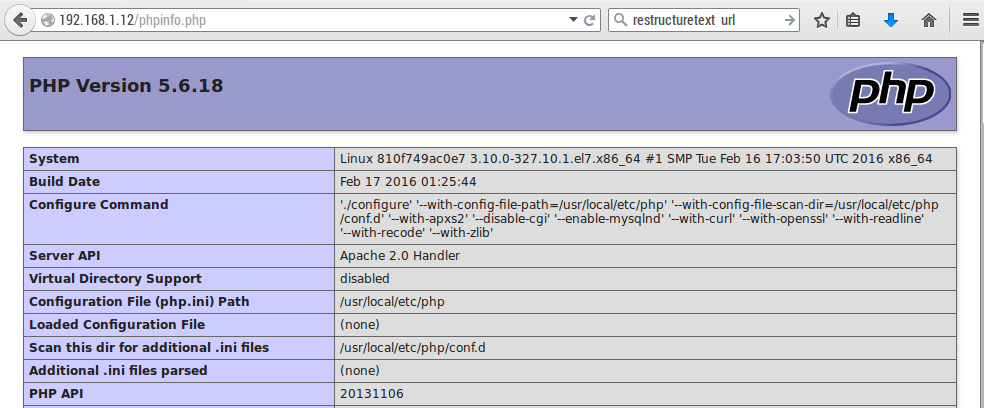 192.168.1.12/phpinfo.php
restructuretext url
PHP Version 5.6.18
php
System Linux 810f749ac0e7 3.10.0-327.10.1.el7.x86_64 #1 SMP Tue Feb 16 17:03:50 UTC 2016 x86_64
Build Date Feb 17 2016 01:25:44
Configure Command './configure' '--with-config-file-path=/usr/local/etc/php' '--with-config-file-scan-dir=/usr/local/etc/php
/conf.d' '--with-apxs2' '--disable-cgi' '--enable-mysqlnd' '--with-curl' '--with-openssl' '--with-readline'
'--with-recode' '--with-zlib'
Server API Apache 2.0 Handler
Virtual Directory Support disabled
Configuration File (php.ini) Path /usr/local/etc/php
Loaded Configuration File (none)
Scan this dir for additional .ini files /usr/local/etc/php/conf.d
Additional .ini files parsed (none)
PHP API 20131106